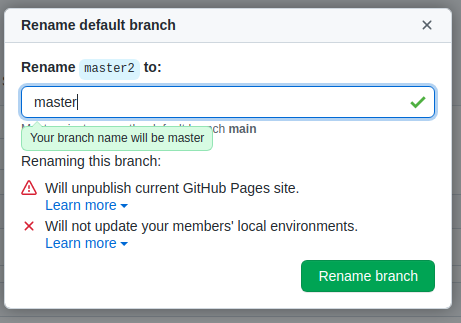 Rename default branch
Rename master2 to:
master
branch main
Your branch name will be master
Renaming this branch:
Will unpublish current GitHub Pages site.
Learn more
Will not update your members' local environments.
Learn more
Rename branch